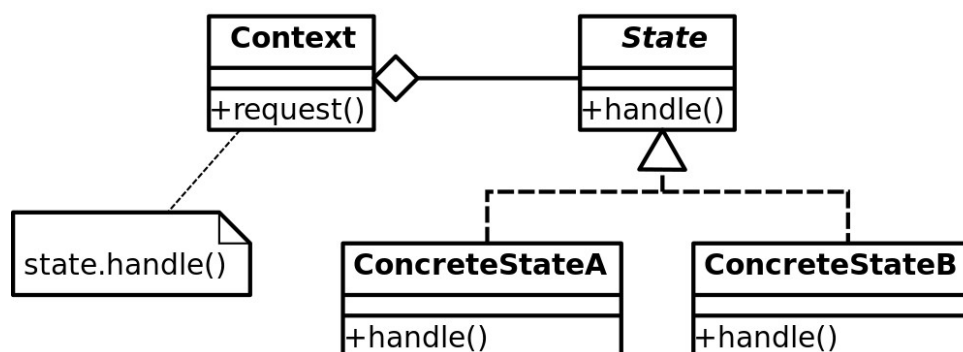 Context
+request()
State
+handle()
state.handle()
ConcreteStateA
+handle()
ConcreteStateB
+handle()